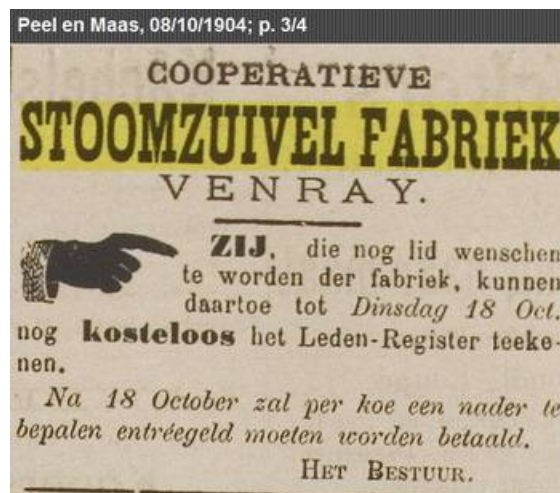 Peel en Maas, 08/10/1904; p. 3/4
COOPERATIEVE
STOOMZUIVEL FABRIEK
VENRAY.
ZIJ, die nog lid wenschen
te worden der fabriek, kunnen
daartoe tot Dinsdag 18 Oct.
nog kosteloos het Leden-Register teeke-
nen.
Na 18 October zal per koe een nader te
bepalen entréegeld moeten worden betaald.
HET BESTUUR.